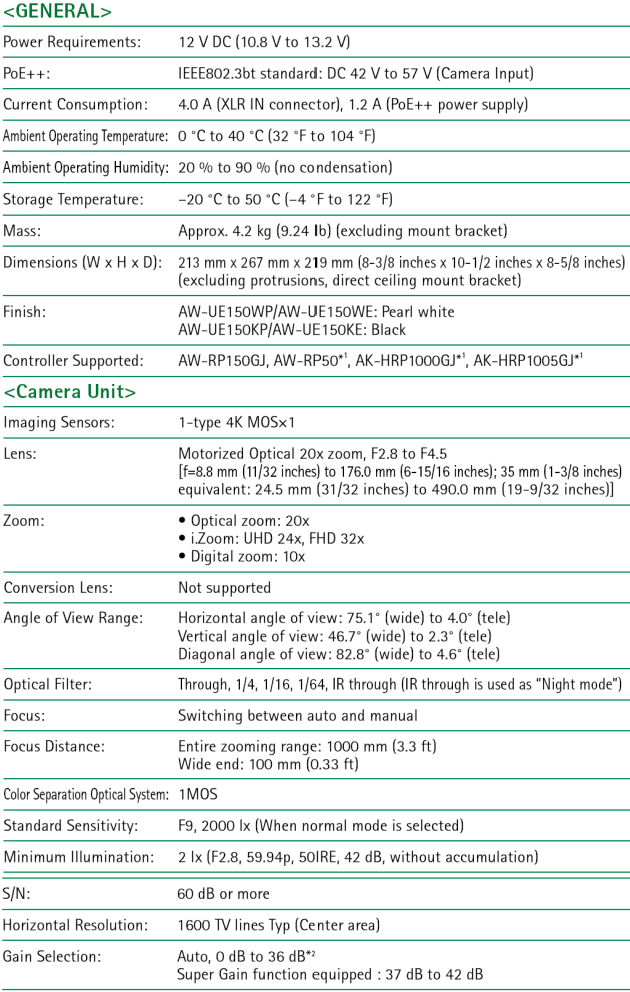 <GENERAL>
Power Requirements: 12 V DC (10.8 V to 13.2 V)
PoE++: IEEE802.3bt standard: DC 42 V to 57 V (Camera Input)
Current Consumption: 4.0 A (XLR IN connector), 1.2 A (PoE++ power supply)
Ambient Operating Temperature: 0 °C to 40 °C (32 °F to 104 °F)
Ambient Operating Humidity: 20 % to 90 % (no condensation)
Storage Temperature: –20 °C to 50 °C (–4 °F to 122 °F)
Mass: Approx. 4.2 kg (9.24 lb) (excluding mount bracket)
Dimensions (W x H x D): 213 mm x 267 mm x 219 mm (8-3/8 inches x 10-1/2 inches x 8-5/8 inches)
(excluding protrusions, direct ceiling mount bracket)
Finish: AW-UE150WP/AW-UE150WE: Pearl white
AW-UE150KP/AW-UE150KE: Black
Controller Supported: AW-RP150GJ, AW-RP50*1, AK-HRP1000GJ*1, AK-HRP1005GJ*1
<Camera Unit>
Imaging Sensors: 1-type 4K MOS×1
Lens: Motorized Optical 20x zoom, F2.8 to F4.5
[f=8.8 mm (11/32 inches) to 176.0 mm (6-15/16 inches); 35 mm (1-3/8 inches)
equivalent: 24.5 mm (31/32 inches) to 490.0 mm (19-9/32 inches)]
Zoom: • Optical zoom: 20x
• i.Zoom: UHD 24x, FHD 32x
• Digital zoom: 10x
Conversion Lens: Not supported
Angle of View Range: Horizontal angle of view: 75.1° (wide) to 4.0° (tele)
Vertical angle of view: 46.7° (wide) to 2.3° (tele)
Diagonal angle of view: 82.8° (wide) to 4.6° (tele)
Optical Filter: Through, 1/4, 1/16, 1/64, IR through (IR through is used as “Night mode”)
Focus: Switching between auto and manual
Focus Distance: Entire zooming range: 1000 mm (3.3 ft)
Wide end: 100 mm (0.33 ft)
Color Separation Optical System: 1MOS
Standard Sensitivity: F9, 2000 lx (When normal mode is selected)
Minimum Illumination: 2 lx (F2.8, 59.94p, 50IRE, 42 dB, without accumulation)
S/N: 60 dB or more
Horizontal Resolution: 1600 TV lines Typ (Center area)
Gain Selection: Auto, 0 dB to 36 dB*2
Super Gain function equipped : 37 dB to 42 dB